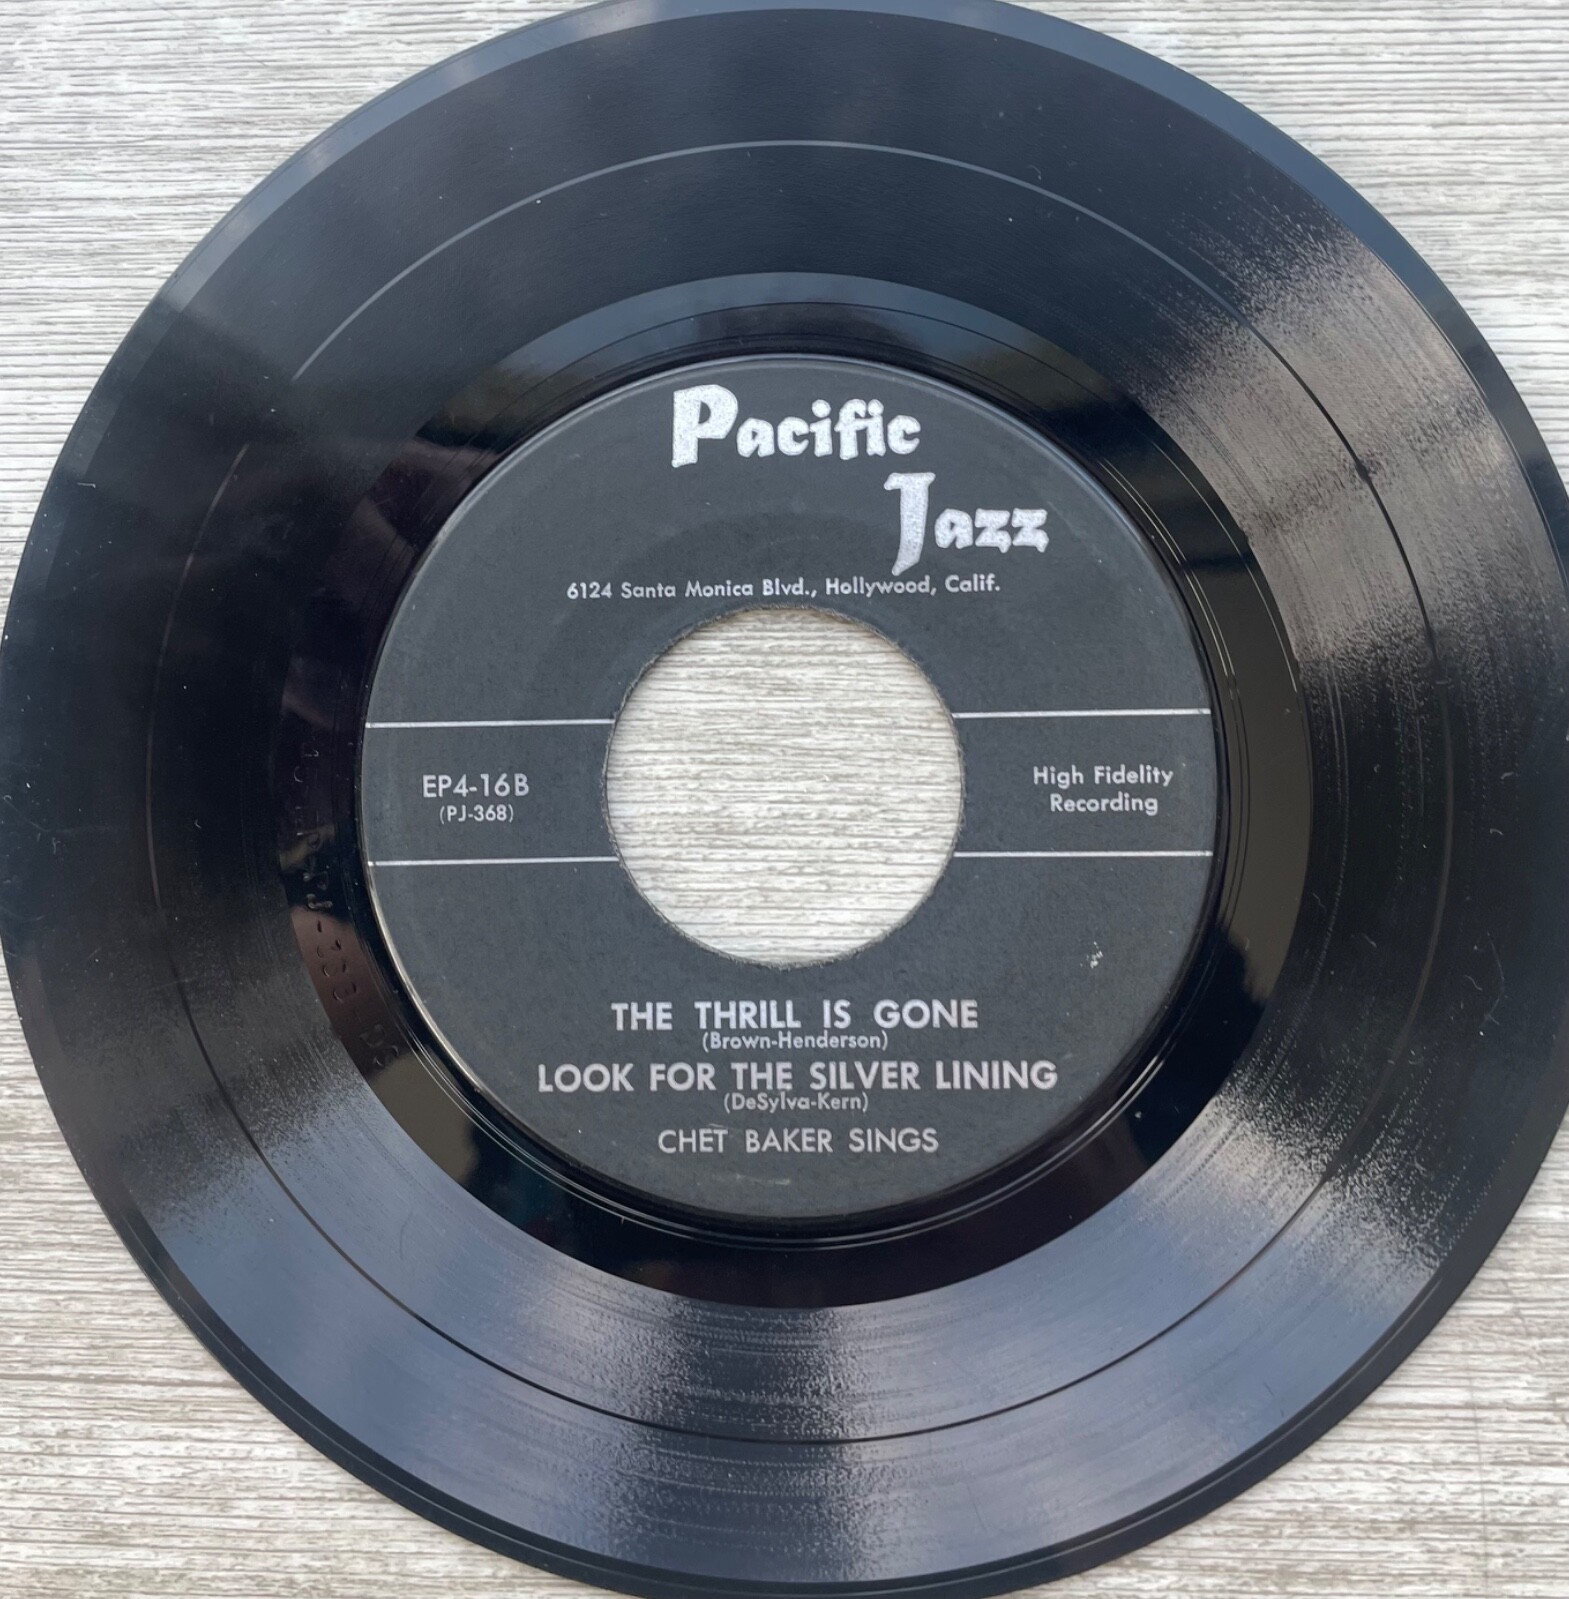 Pacific
Jazz
6124 Santa Monica Blvd., Hollywood, Calif.
EP4-16B
(PJ-368)
High Fidelity
Recording
THE THRILL IS GONE
(Brown-Henderson)
LOOK FOR THE SILVER LINING
(DeSylva-Kern)
CHET BAKER SINGS